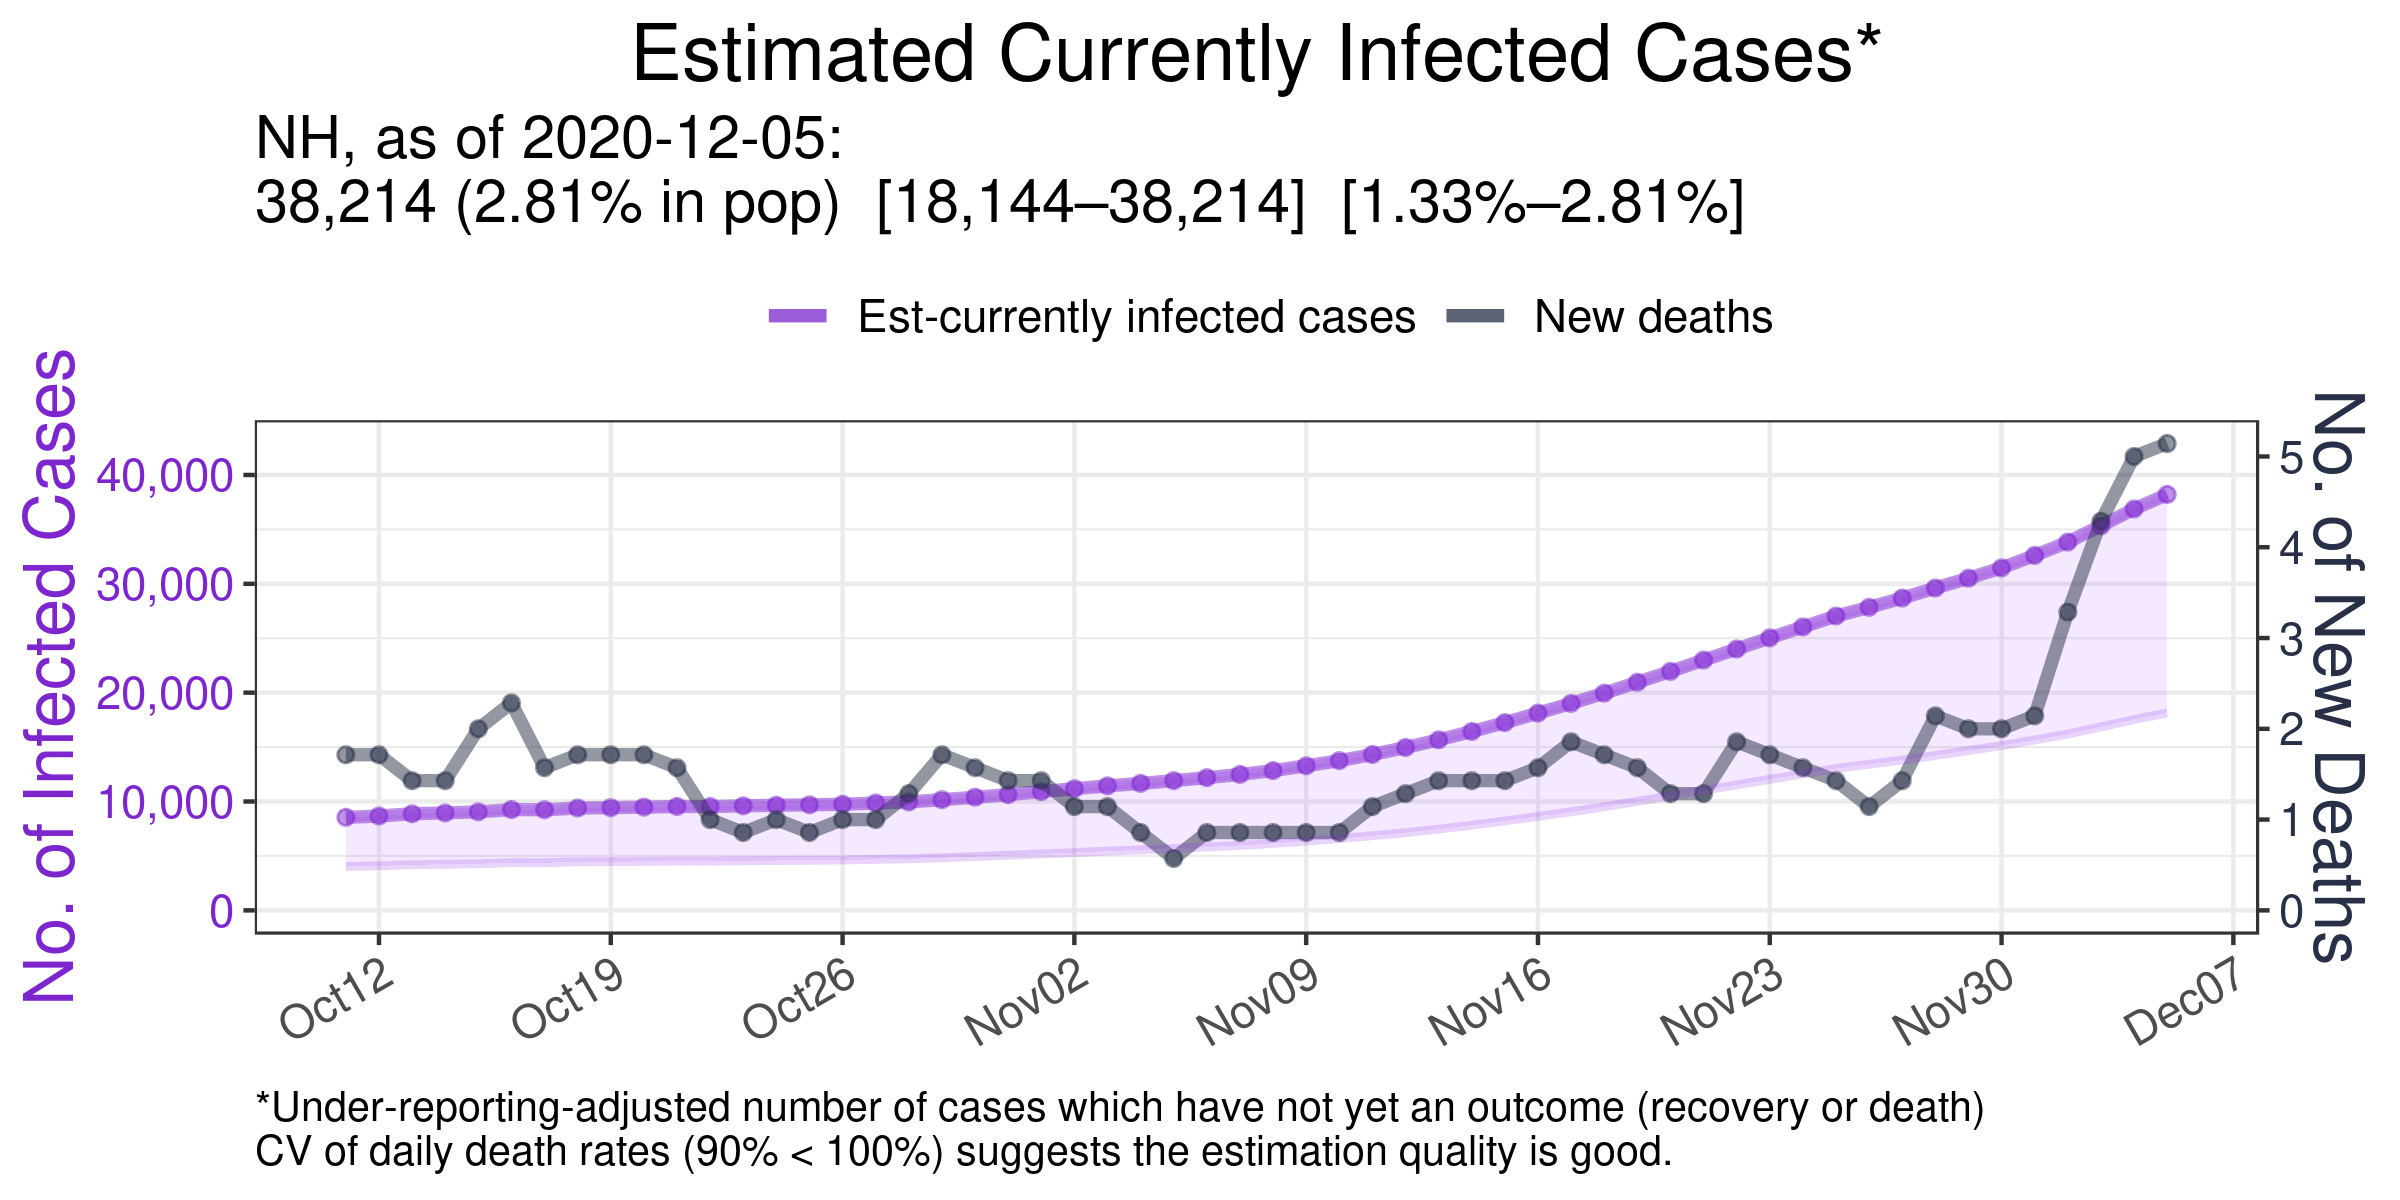 Estimated Currently Infected Cases*
NH, as of 2020-12-05:
38,214 (2.81% in pop)  [18,144–38,214]  [1.33%–2.81%]
Est-currently infected cases
New deaths
No. of Infected Cases
40,000
30,000
20,000
10,000
0
5
4
3
2
1
0
No. of New Deaths
Oct12
Oct19
Oct26
Nov02
Nov09
Nov16
Nov23
Nov30
Dec07
*Under-reporting-adjusted number of cases which have not yet an outcome (recovery or death)
CV of daily death rates (90% < 100%) suggests the estimation quality is good.